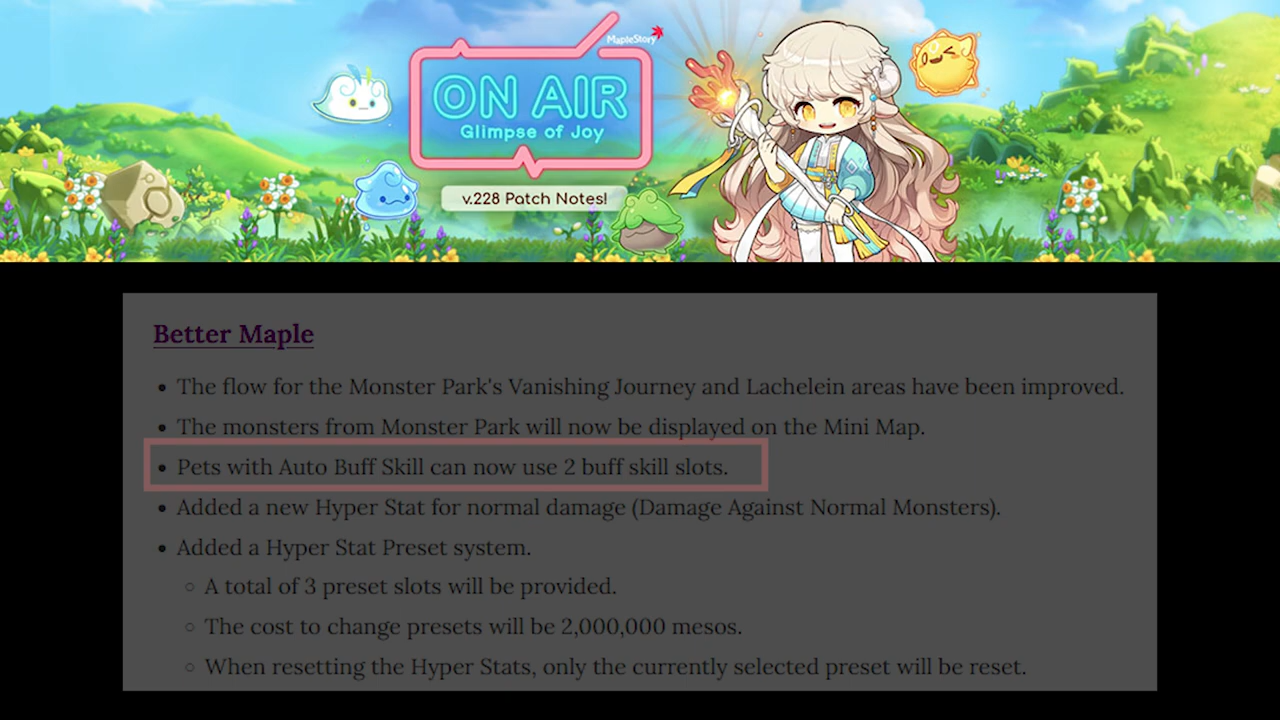 MapleStory
ON AIR
Glimpse of Joy
v.228 Patch Notes!
Better Maple
• The flow for the Monster Park's Vanishing Journey and Lachelein areas have been improved.
• The monsters from Monster Park will now be displayed on the Mini Map.
• Pets with Auto Buff Skill can now use 2 buff skill slots.
• Added a new Hyper Stat for normal damage (Damage Against Normal Monsters).
• Added a Hyper Stat Preset system.
○ A total of 3 preset slots will be provided.
○ The cost to change presets will be 2,000,000 mesos.
○ When resetting the Hyper Stats, only the currently selected preset will be reset.